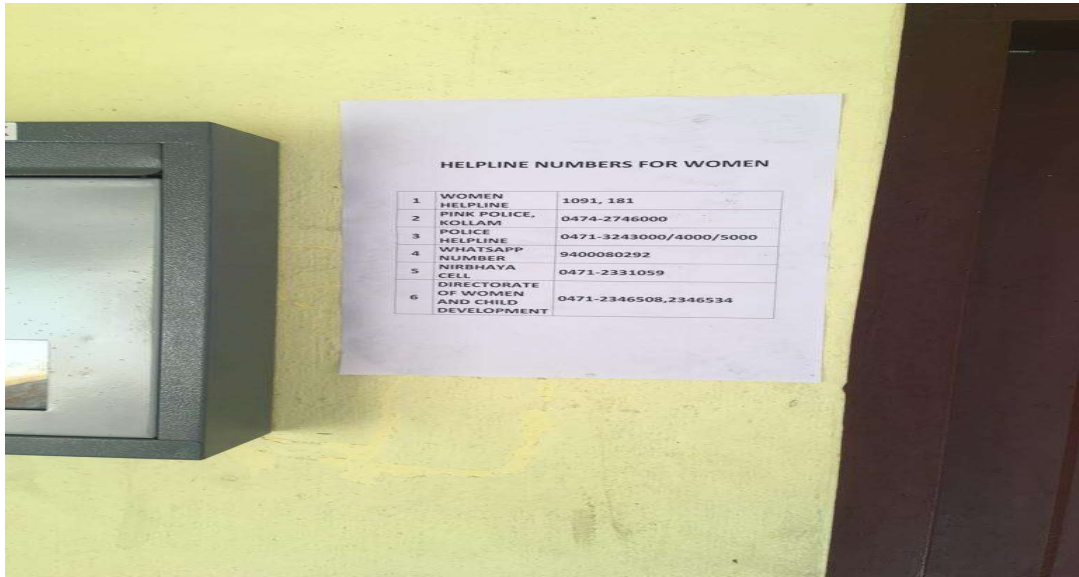 HELPLINE NUMBERS FOR WOMEN
1 WOMEN HELPLINE 1091, 181
2 PINK POLICE, KOLLAM 0474-2746000
3 POLICE HELPLINE 0471-3243000/4000/5000
4 WHATSAPP NUMBER 9400080292
5 NIRBHAYA CELL 0471-2331059
6 DIRECTORATE OF WOMEN AND CHILD DEVELOPMENT 0471-2346508,2346534